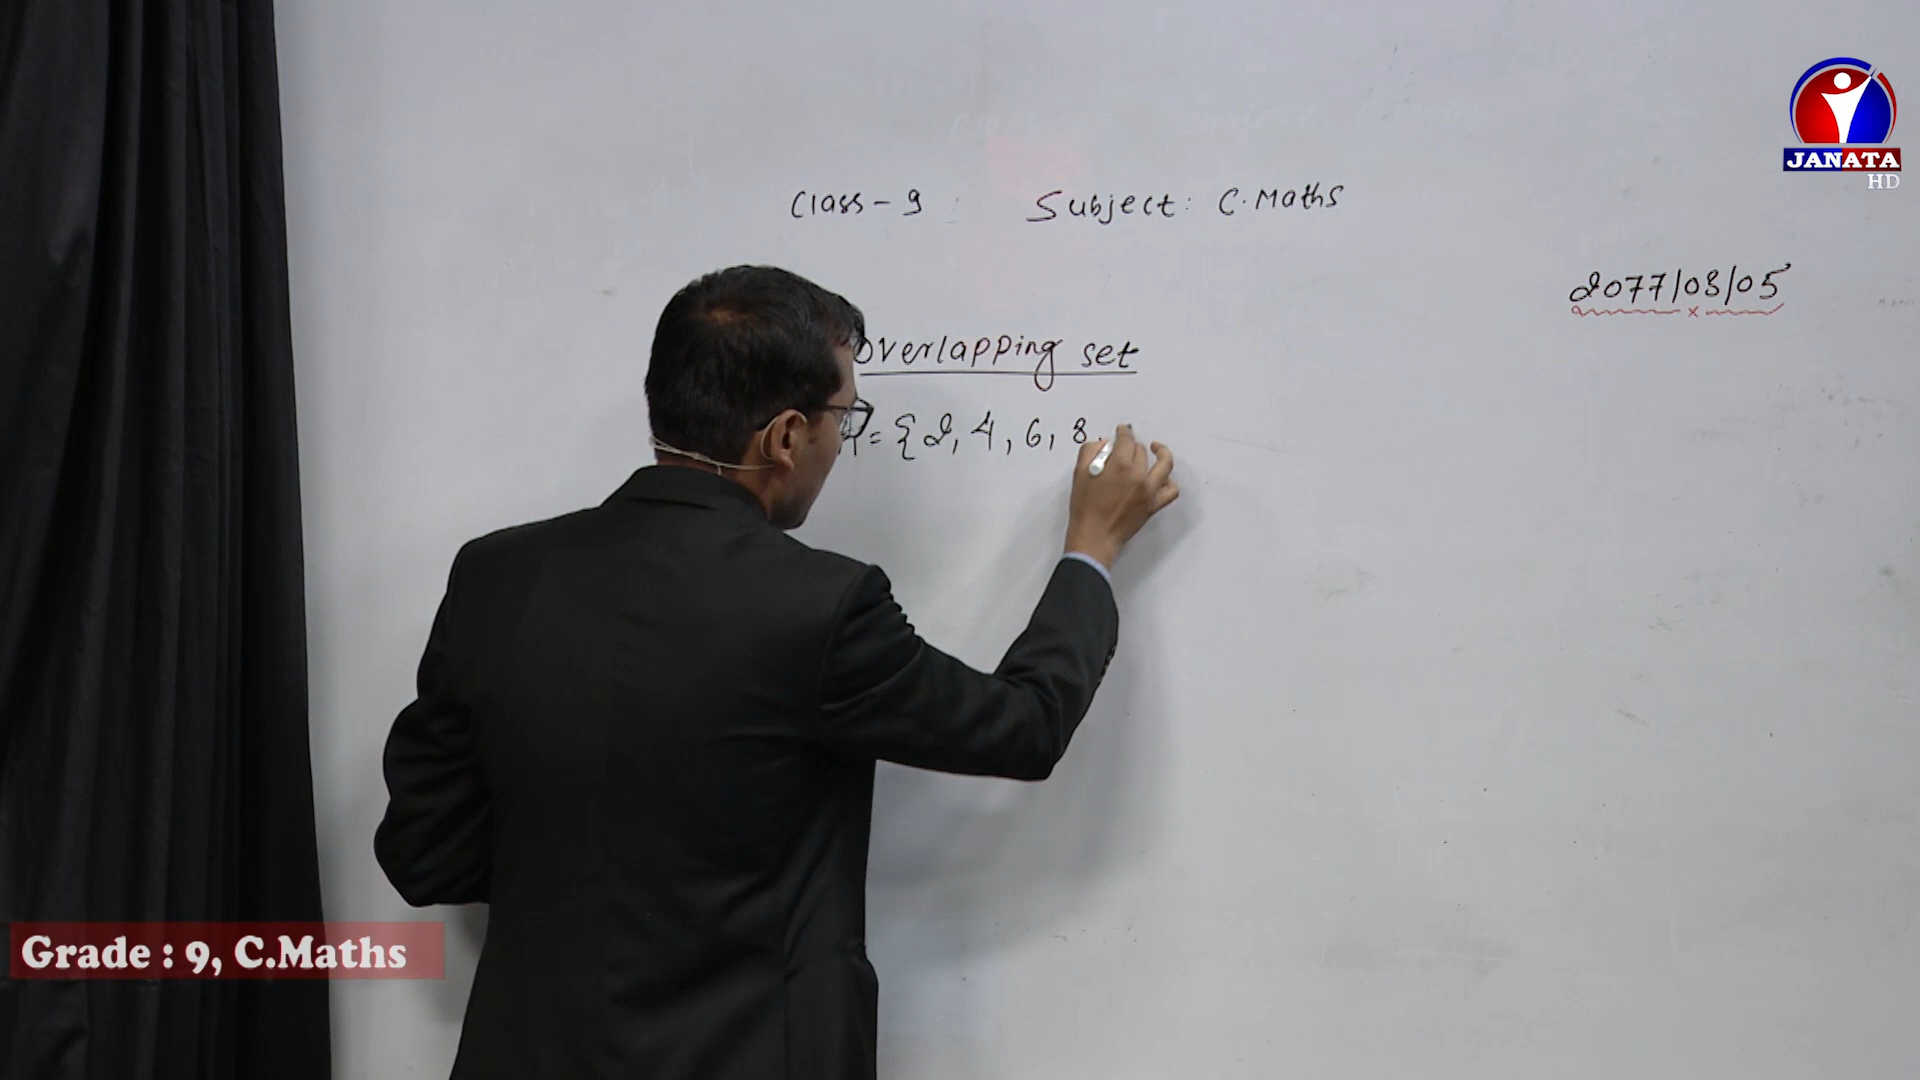 JANATA
HD
Class - 9 Subject: C. Maths
2077/08/05
Overlapping set
A = {2, 4, 6, 8,
Grade : 9, C.Maths